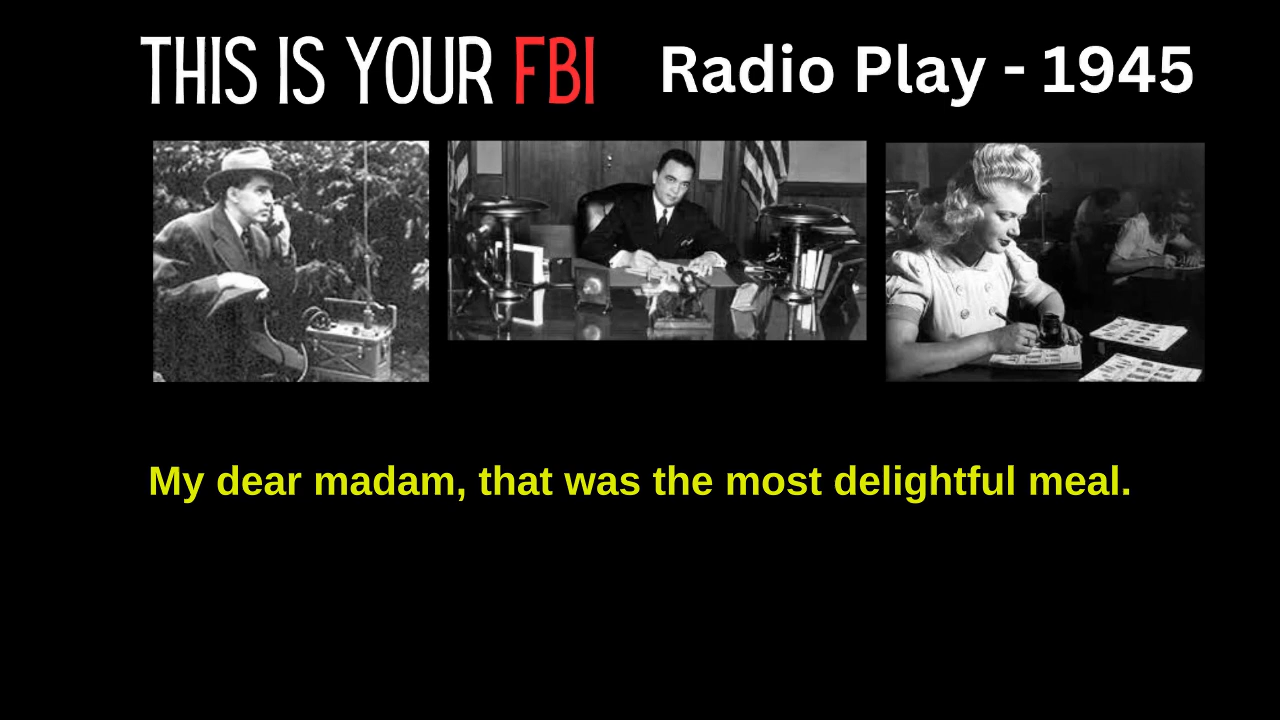 THIS IS YOUR FBI
Radio Play - 1945
My dear madam, that was the most delightful meal.